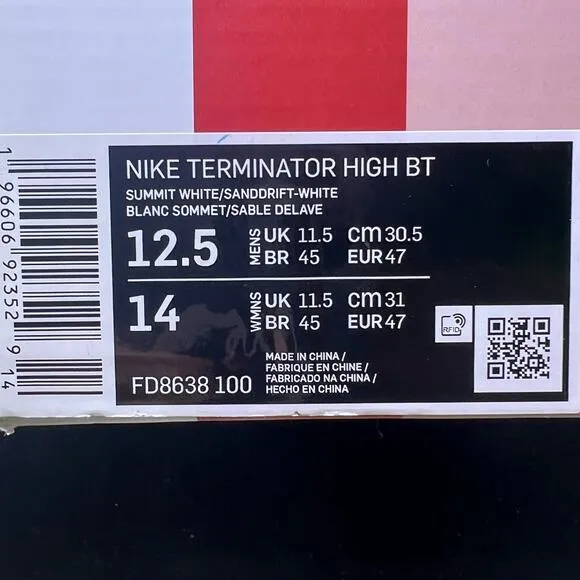 NIKE TERMINATOR HIGH BT
SUMMIT WHITE/SANDDRIFT-WHITE
BLANC SOMMET/SABLE DELAVE
12.5 MENS UK 11.5 CM 30.5
BR 45 EUR 47
14 WMNS UK 11.5 CM 31
BR 45 EUR 47
RFID
FD8638 100
MADE IN CHINA /
FABRIQUE EN CHINE /
FABRICADO NA CHINA /
HECHO EN CHINA
1 96606 92352 9 14